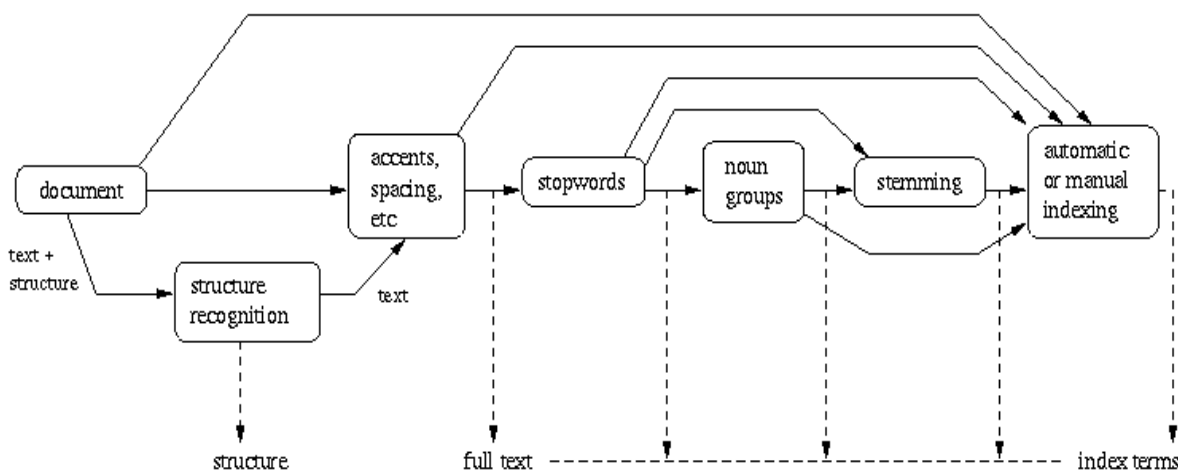 document
text +
structure
structure
recognition
text
accents,
spacing,
etc
stopwords
noun
groups
stemming
automatic
or manual
indexing
structure
full text
index terms